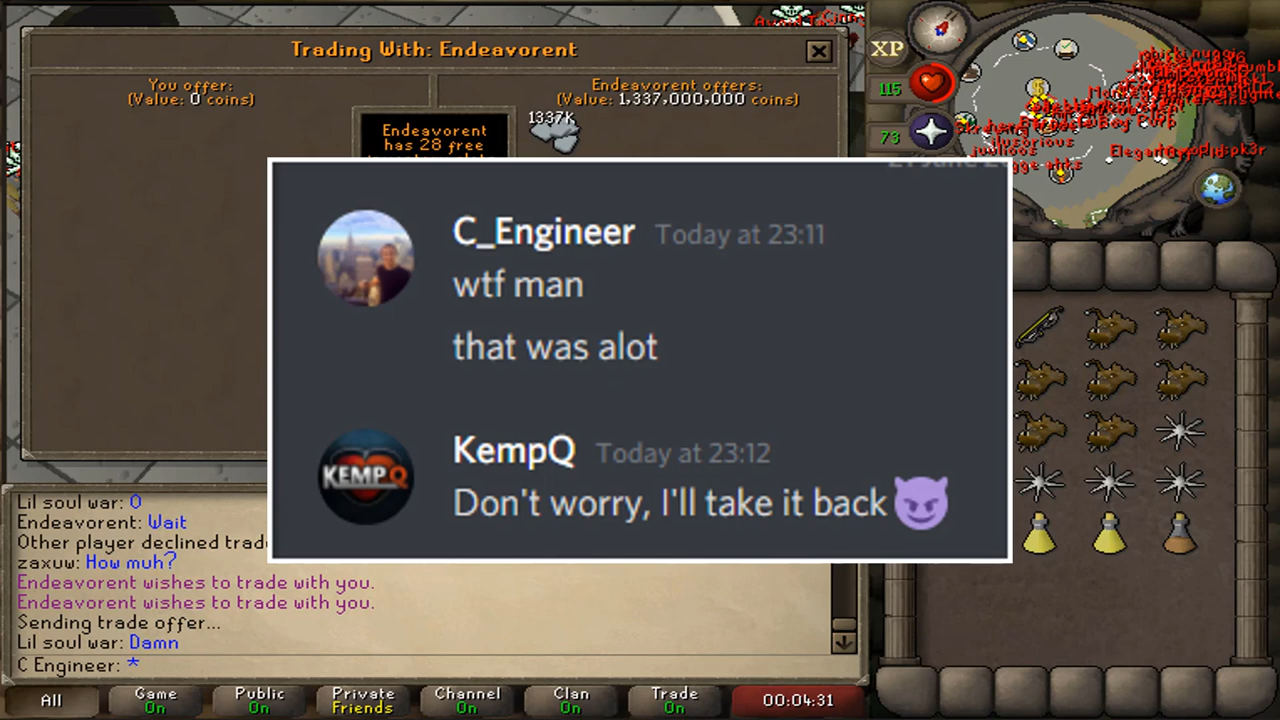 Trading With: Endeavorent
You offer:
(Value: 0 coins)
Endeavorent offers:
(Value: 1,337,000,000 coins)
1337K
Endeavorent
has 28 free
XP
115
73
C_Engineer Today at 23:11
wtf man
that was alot
KEMPQ
KempQ Today at 23:12
Don't worry, I'll take it back
Lil soul war: O
Endeavorent: Wait
Other player declined trade
zaxuw: How muh?
Endeavorent wishes to trade with you.
Endeavorent wishes to trade with you.
Sending trade offer...
Lil soul war: Damn
C Engineer: *
All
Game
On
Public
On
Private
Friends
Channel
On
Clan
On
Trade
On
00:04:31